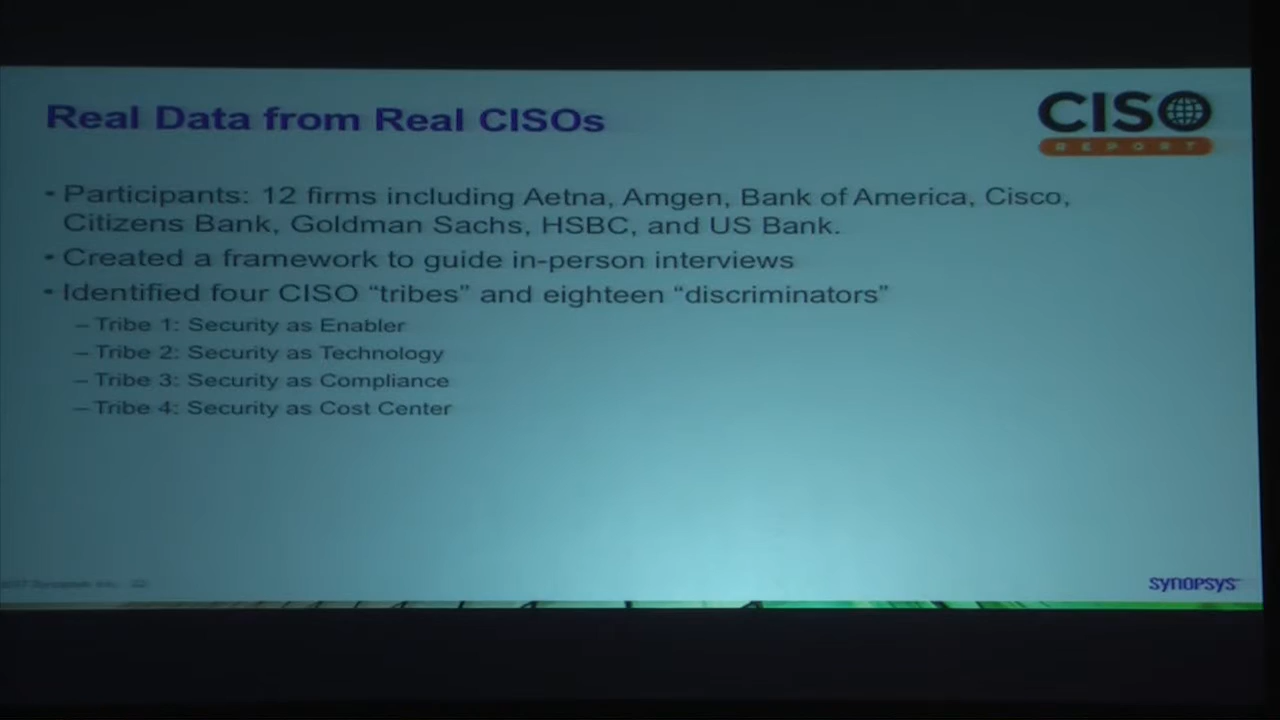 Real Data from Real CISOs
CISO
REPORT
• Participants: 12 firms including Aetna, Amgen, Bank of America, Cisco,
Citizens Bank, Goldman Sachs, HSBC, and US Bank.
• Created a framework to guide in-person interviews
• Identified four CISO “tribes” and eighteen “discriminators”
– Tribe 1: Security as Enabler
– Tribe 2: Security as Technology
– Tribe 3: Security as Compliance
– Tribe 4: Security as Cost Center
SYNOPSYS